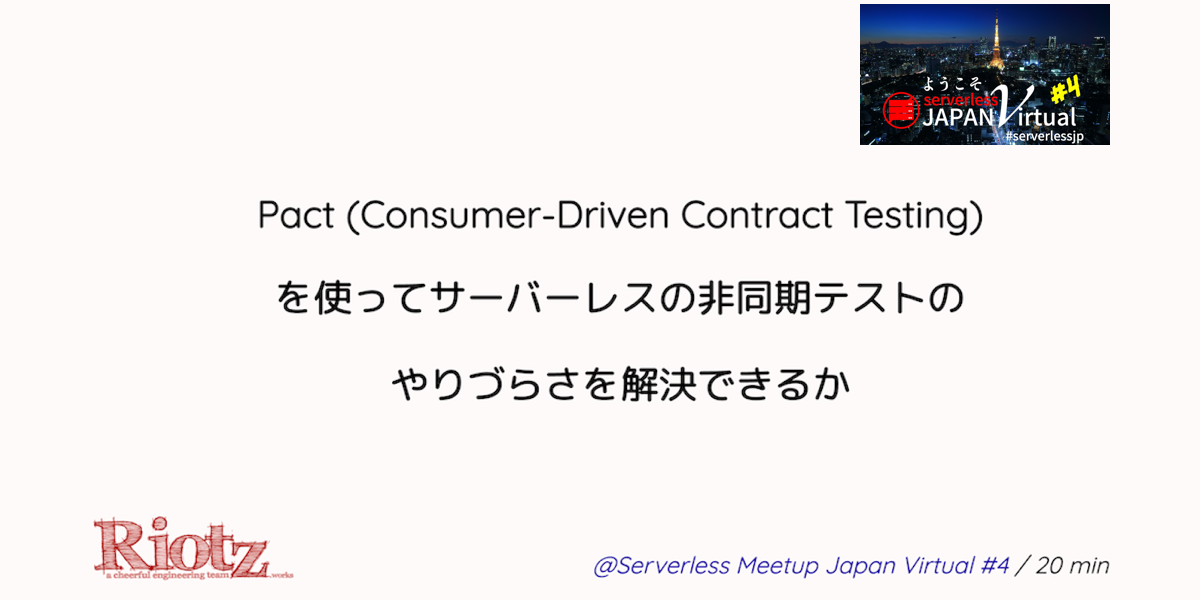 ようこそ
#4
serverless
JAPAN Virtual
#serverlessjp
Pact (Consumer-Driven Contract Testing)
を使ってサーバーレスの非同期テストの
やりづらさを解決できるか
Riotz
a cheerful engineering team .works
@Serverless Meetup Japan Virtual #4 / 20 min